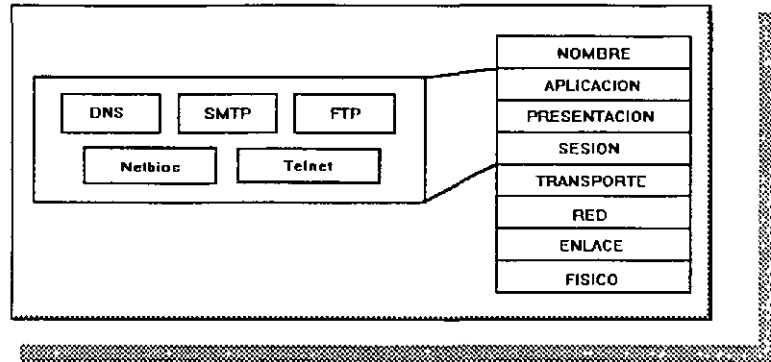 DNS SMTP FTP
Netbios Telnet
NOMBRE
APLICACION
PRESENTACION
SESION
TRANSPORTE
RED
ENLACE
FISICO